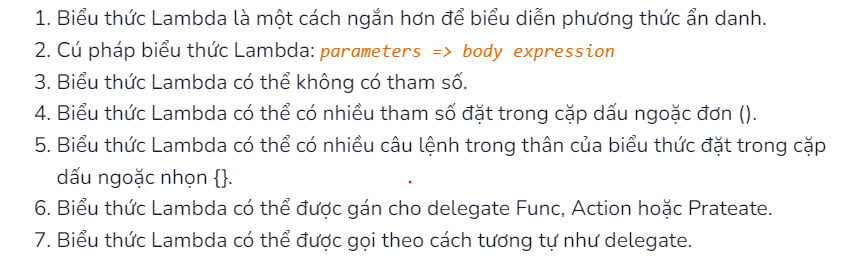 1. Biểu thức Lambda là một cách ngắn hơn để biểu diễn phương thức ẩn danh.
2. Cú pháp biểu thức Lambda: parameters => body expression
3. Biểu thức Lambda có thể không có tham số.
4. Biểu thức Lambda có thể có nhiều tham số đặt trong cặp dấu ngoặc đơn ().
5. Biểu thức Lambda có thể có nhiều câu lệnh trong thân của biểu thức đặt trong cặp
dấu ngoặc nhọn {}.
6. Biểu thức Lambda có thể được gán cho delegate Func, Action hoặc Prateate.
7. Biểu thức Lambda có thể được gọi theo cách tương tự như delegate.